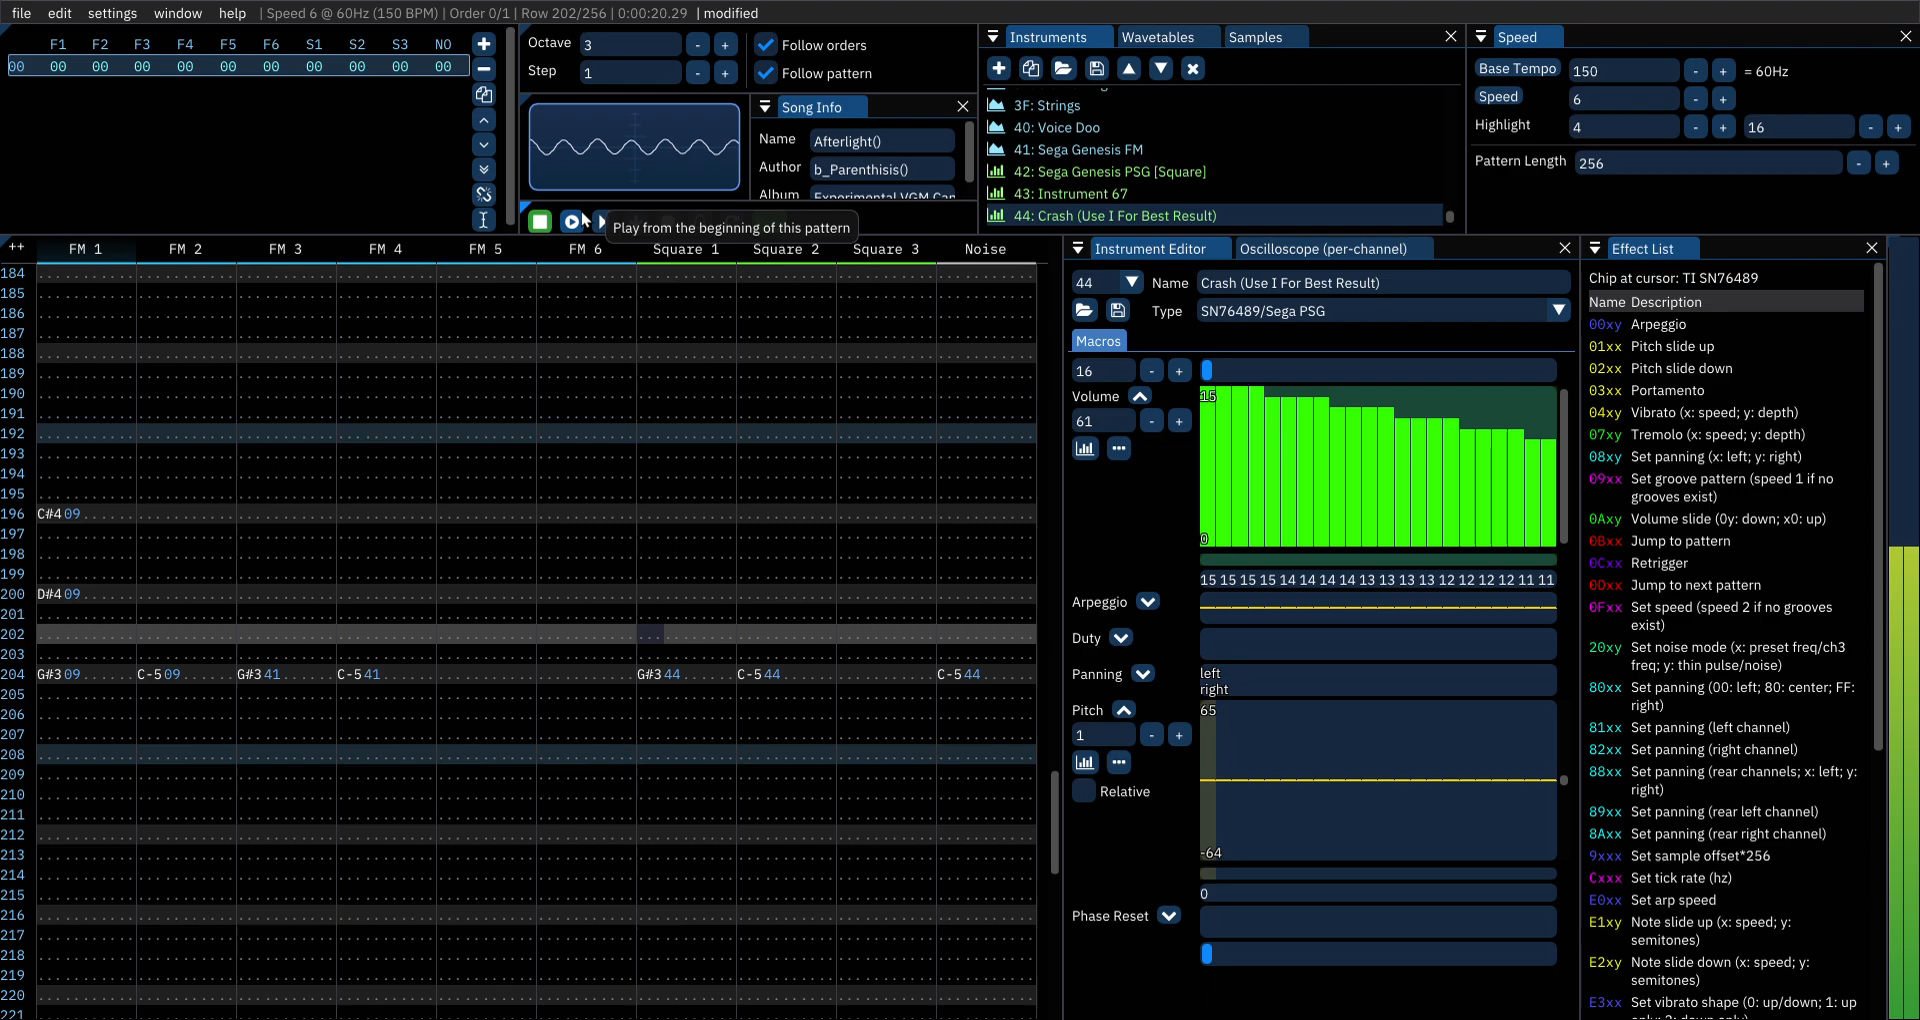 file edit settings window help | Speed 6 @ 60Hz (150 BPM) | Order 0/1 | Row 202/256 | 0:00:20.29 | modified
F1 F2 F3 F4 F5 F6 S1 S2 S3 NO
00 00 00 00 00 00 00 00 00 00 00
Octave 3 - +
Step 1 - +
Follow orders
Follow pattern
Song Info
Name Afterlight()
Author b_Parenthisis()
Album
Play from the beginning of this pattern
Instruments Wavetables Samples
3F: Strings
40: Voice Doo
41: Sega Genesis FM
42: Sega Genesis PSG [Square]
43: Instrument 67
44: Crash (Use I For Best Result)
Speed
Base Tempo 150 - + = 60Hz
Speed 6 - +
Highlight 4 - + 16 - +
Pattern Length 256 - +
++ FM 1 FM 2 FM 3 FM 4 FM 5 FM 6 Square 1 Square 2 Square 3 Noise
184
185
186
187
188
189
190
191
192
193
194
195
196 C#4 09
197
198
199
200 D#4 09
201
202
203
204 G#3 09 C-5 09 G#3 41 C-5 41 G#3 44 C-5 44 C-5 44
205
206
207
208
209
210
211
212
213
214
215
216
217
218
219
220
221
Instrument Editor Oscilloscope (per-channel)
44 Name Crash (Use I For Best Result)
Type SN76489/Sega PSG
Macros
16 - +
Volume
61 - +
15
0
15 15 15 15 14 14 14 14 13 13 13 13 12 12 12 12 11 11
Arpeggio
Duty
Panning left
right
Pitch 65
1 - +
Relative
-64
0
Phase Reset
Effect List
Chip at cursor: TI SN76489
Name Description
00xy Arpeggio
01xx Pitch slide up
02xx Pitch slide down
03xx Portamento
04xy Vibrato (x: speed; y: depth)
07xy Tremolo (x: speed; y: depth)
08xy Set panning (x: left; y: right)
09xx Set groove pattern (speed 1 if no
grooves exist)
0Axy Volume slide (0y: down; x0: up)
0Bxx Jump to pattern
0Cxx Retrigger
0Dxx Jump to next pattern
0Fxx Set speed (speed 2 if no grooves
exist)
20xy Set noise mode (x: preset freq/ch3
freq; y: thin pulse/noise)
80xx Set panning (00: left; 80: center; FF:
right)
81xx Set panning (left channel)
82xx Set panning (right channel)
88xx Set panning (rear channels; x: left; y:
right)
89xx Set panning (rear left channel)
8Axx Set panning (rear right channel)
9xxx Set sample offset*256
Cxxx Set tick rate (hz)
E0xx Set arp speed
E1xy Note slide up (x: speed; y:
semitones)
E2xy Note slide down (x: speed; y:
semitones)
E3xx Set vibrato shape (0: up/down; 1: up